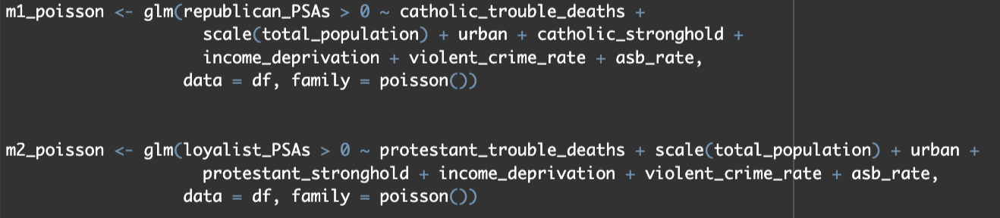 m1_poisson <- glm(republican_PSAs > 0 ~ catholic_trouble_deaths +
scale(total_population) + urban + catholic_stronghold +
income_deprivation + violent_crime_rate + asb_rate,
data = df, family = poisson())
m2_poisson <- glm(loyalist_PSAs > 0 ~ protestant_trouble_deaths + scale(total_population) + urban +
protestant_stronghold + income_deprivation + violent_crime_rate + asb_rate,
data = df, family = poisson())